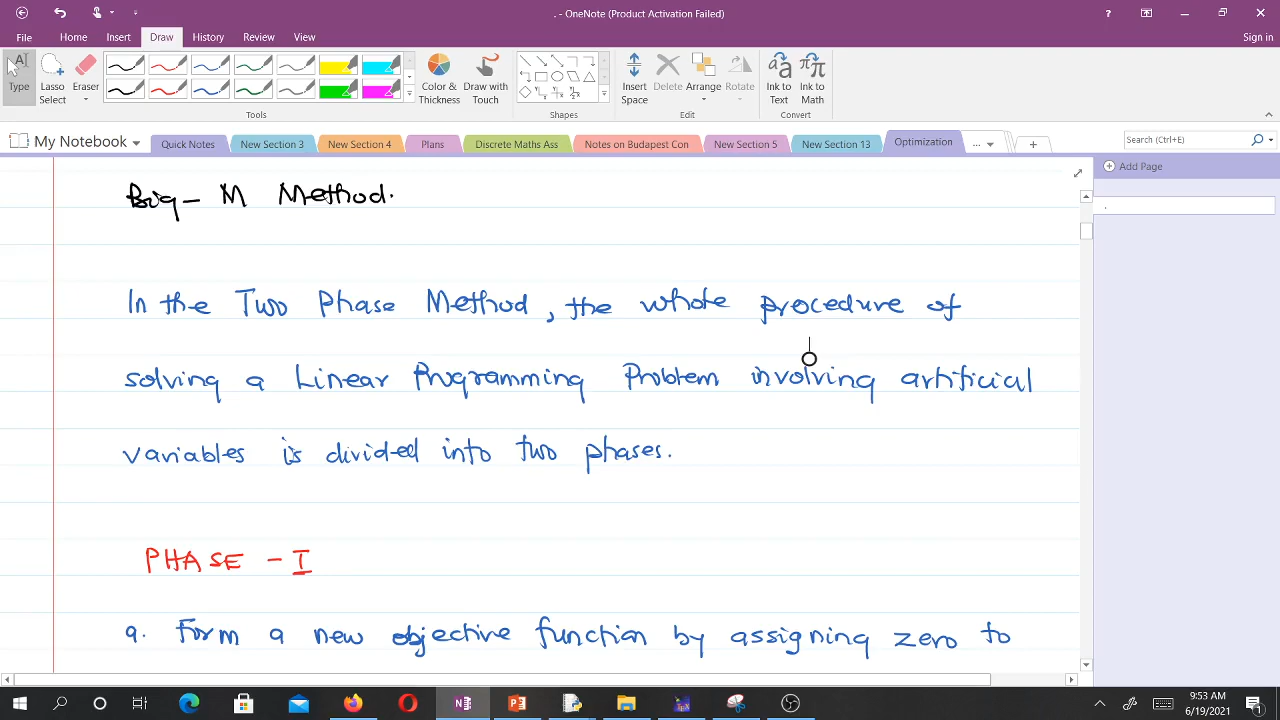 . - OneNote (Product Activation Failed)
File Home Insert Draw History Review View Sign in
Type Lasso Select Eraser Color & Thickness Draw with Touch Insert Space Delete Arrange Rotate Ink to Text Ink to Math
Tools Shapes Edit Convert
My Notebook Quick Notes New Section 3 New Section 4 Plans Discrete Maths Ass Notes on Budapest Con New Section 5 New Section 13 Optimization ... Search (Ctrl+E)
Add Page
.
Big - M Method.
In the Two Phase Method, the whole procedure of
solving a Linear Programming Problem involving artificial
variables is divided into two phases.
PHASE - I
a. Form a new objective function by assigning zero to
9:53 AM
6/19/2021